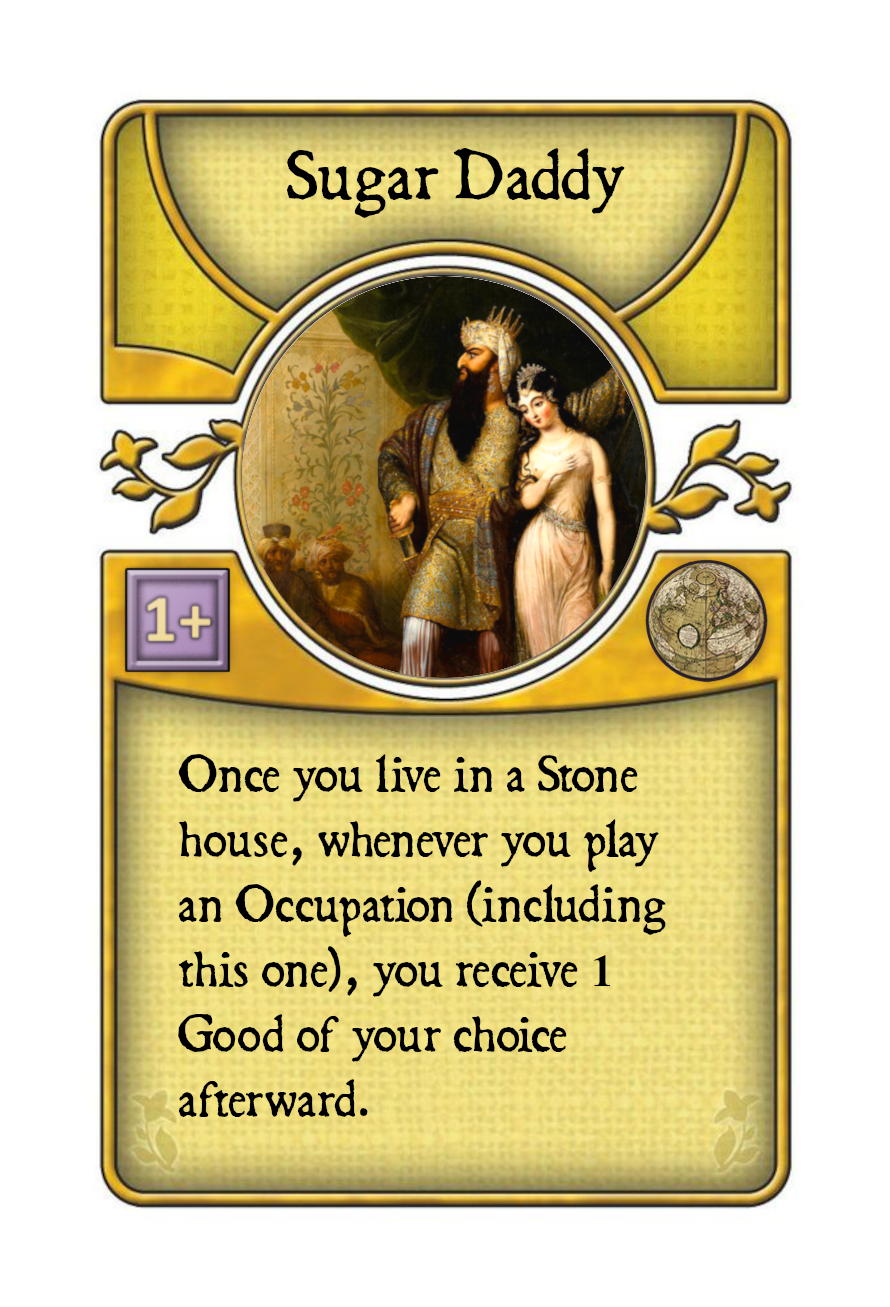 Sugar Daddy
1+
Once you live in a Stone
house, whenever you play
an Occupation (including
this one), you receive 1
Good of your choice
afterward.